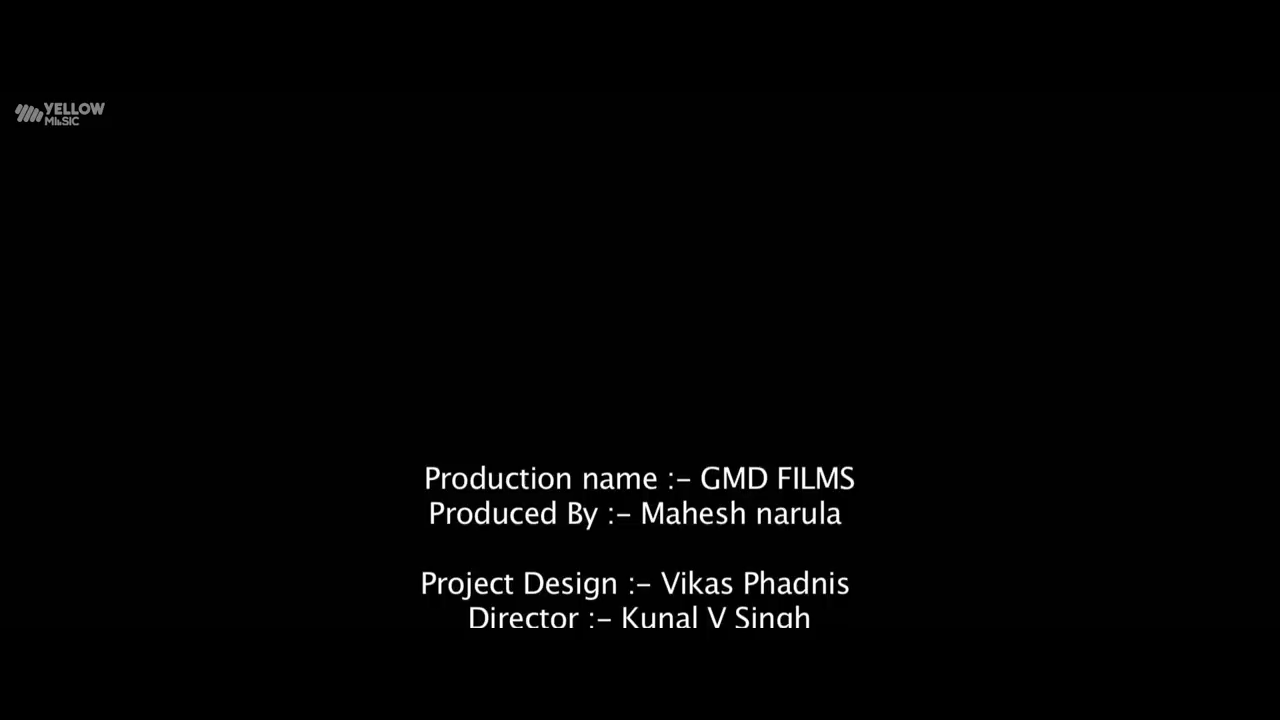 YELLOW
MUSIC
Production name :– GMD FILMS
Produced By :– Mahesh narula
Project Design :– Vikas Phadnis
Director :– Kunal V Singh